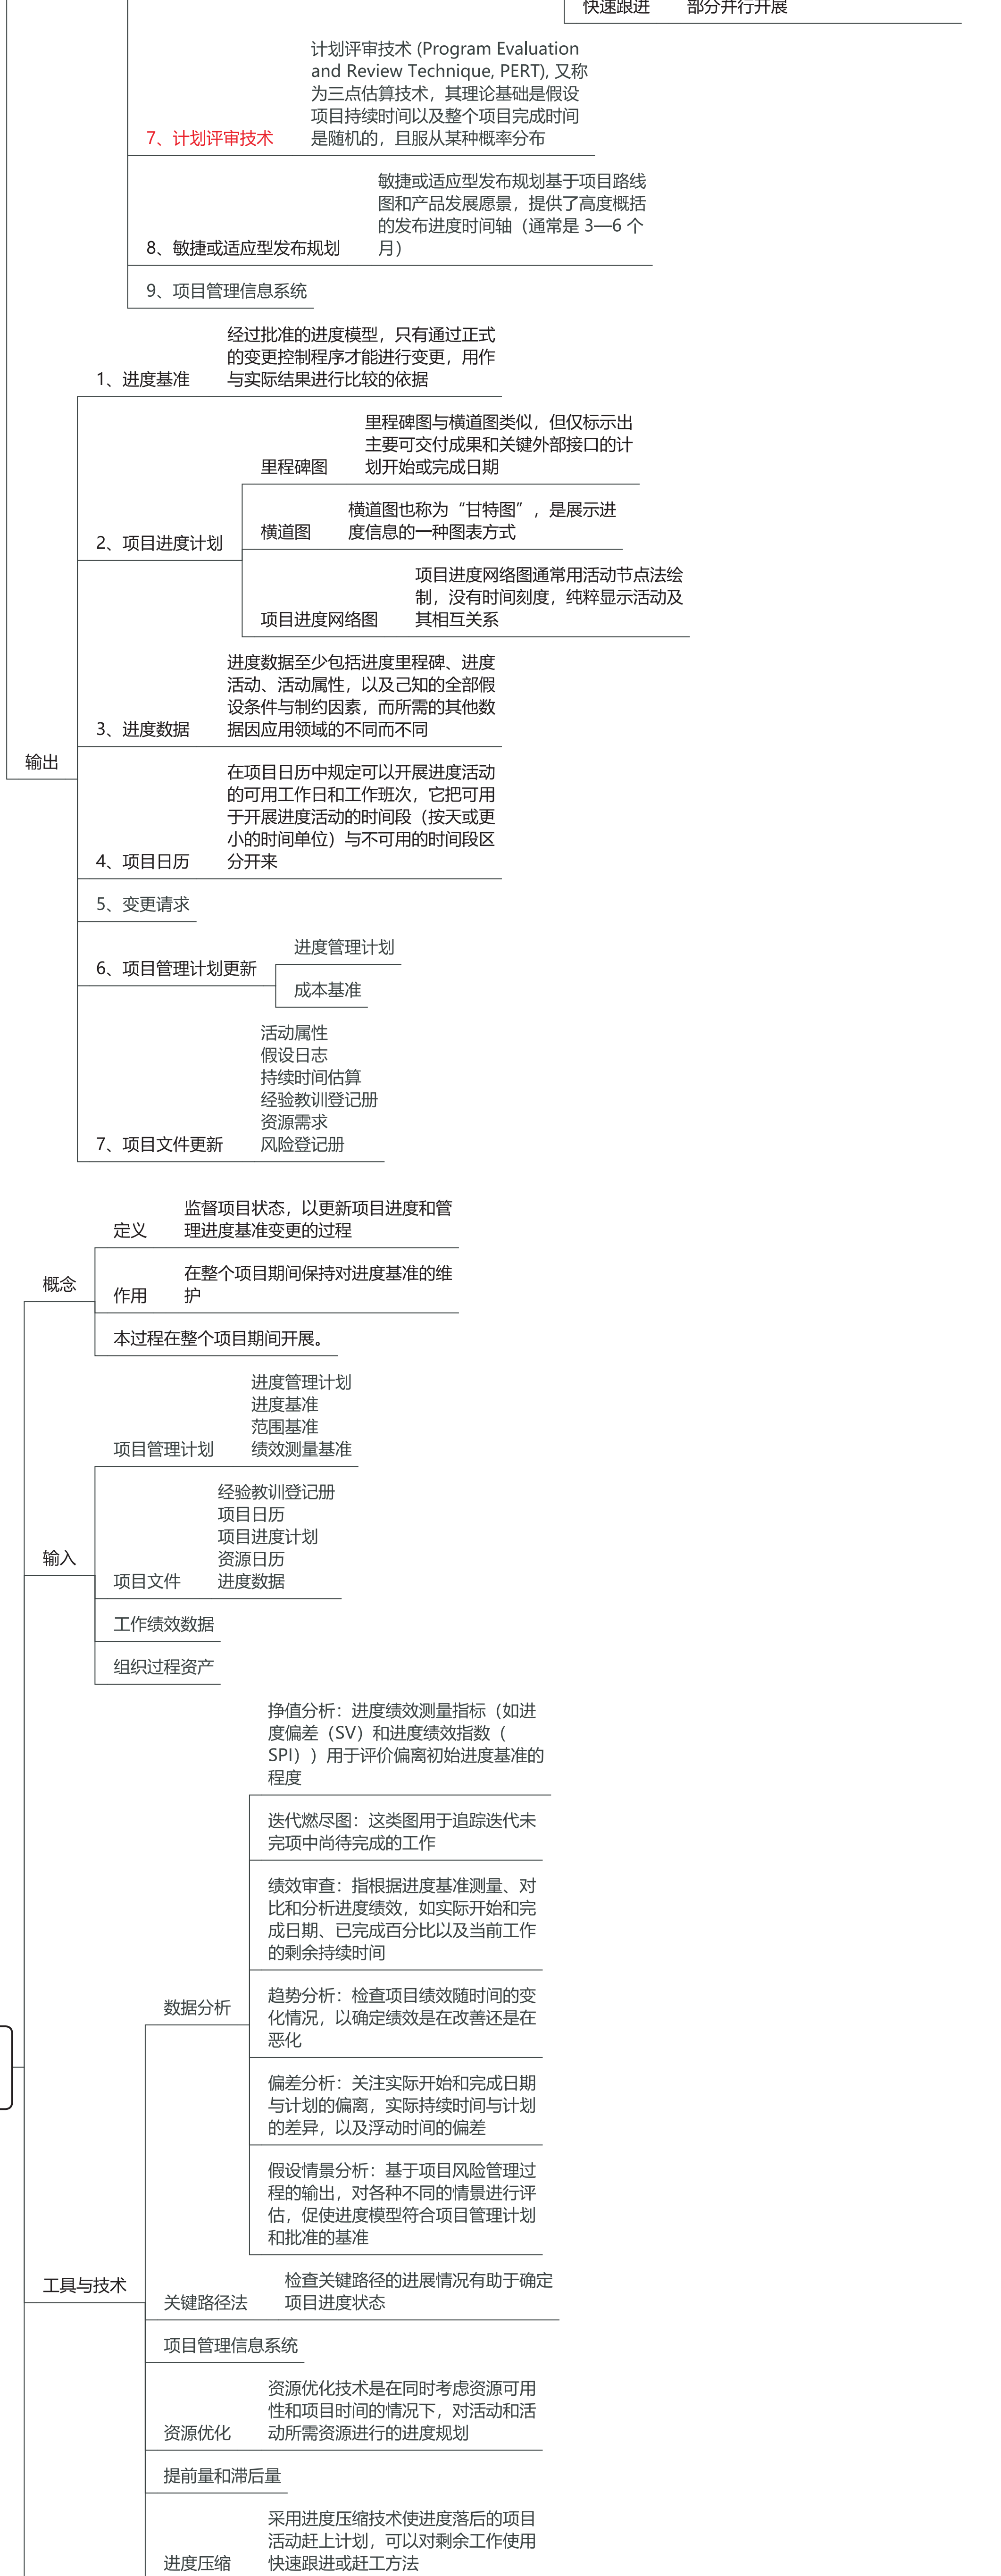 快速跟进 部分并行开展
计划评审技术 (Program Evaluation
and Review Technique, PERT), 又称
为三点估算技术，其理论基础是假设
项目持续时间以及整个项目完成时间
7、计划评审技术 是随机的，且服从某种概率分布
敏捷或适应型发布规划基于项目路线
图和产品发展愿景，提供了高度概括
的发布进度时间轴（通常是 3—6 个
8、敏捷或适应型发布规划 月）
9、项目管理信息系统
经过批准的进度模型，只有通过正式
的变更控制程序才能进行变更，用作
1、进度基准 与实际结果进行比较的依据
里程碑图与横道图类似，但仅标示出
主要可交付成果和关键外部接口的计
里程碑图 划开始或完成日期
横道图也称为“甘特图”，是展示进
横道图 度信息的一种图表方式
2、项目进度计划
项目进度网络图通常用活动节点法绘
制，没有时间刻度，纯粹显示活动及
项目进度网络图 其相互关系
进度数据至少包括进度里程碑、进度
活动、活动属性，以及己知的全部假
设条件与制约因素，而所需的其他数
3、进度数据 据因应用领域的不同而不同
输出
在项目日历中规定可以开展进度活动
的可用工作日和工作班次，它把可用
于开展进度活动的时间段（按天或更
小的时间单位）与不可用的时间段区
4、项目日历 分开来
5、变更请求
进度管理计划
6、项目管理计划更新
成本基准
活动属性
假设日志
持续时间估算
经验教训登记册
资源需求
7、项目文件更新 风险登记册
监督项目状态，以更新项目进度和管
定义 理进度基准变更的过程
概念
在整个项目期间保持对进度基准的维
作用 护
本过程在整个项目期间开展。
进度管理计划
进度基准
范围基准
项目管理计划 绩效测量基准
经验教训登记册
项目日历
项目进度计划
输入
资源日历
项目文件 进度数据
工作绩效数据
组织过程资产
挣值分析：进度绩效测量指标（如进
度偏差（SV）和进度绩效指数（
SPI））用于评价偏离初始进度基准的
程度
迭代燃尽图：这类图用于追踪迭代未
完项中尚待完成的工作
绩效审查：指根据进度基准测量、对
比和分析进度绩效，如实际开始和完
成日期、已完成百分比以及当前工作
的剩余持续时间
趋势分析：检查项目绩效随时间的变
数据分析 化情况，以确定绩效是在改善还是在
恶化
偏差分析：关注实际开始和完成日期
与计划的偏离，实际持续时间与计划
的差异，以及浮动时间的偏差
假设情景分析：基于项目风险管理过
程的输出，对各种不同的情景进行评
估，促使进度模型符合项目管理计划
和批准的基准
工具与技术
检查关键路径的进展情况有助于确定
关键路径法 项目进度状态
项目管理信息系统
资源优化技术是在同时考虑资源可用
性和项目时间的情况下，对活动和活
资源优化 动所需资源进行的进度规划
提前量和滞后量
采用进度压缩技术使进度落后的项目
活动赶上计划，可以对剩余工作使用
进度压缩 快速跟进或赶工方法